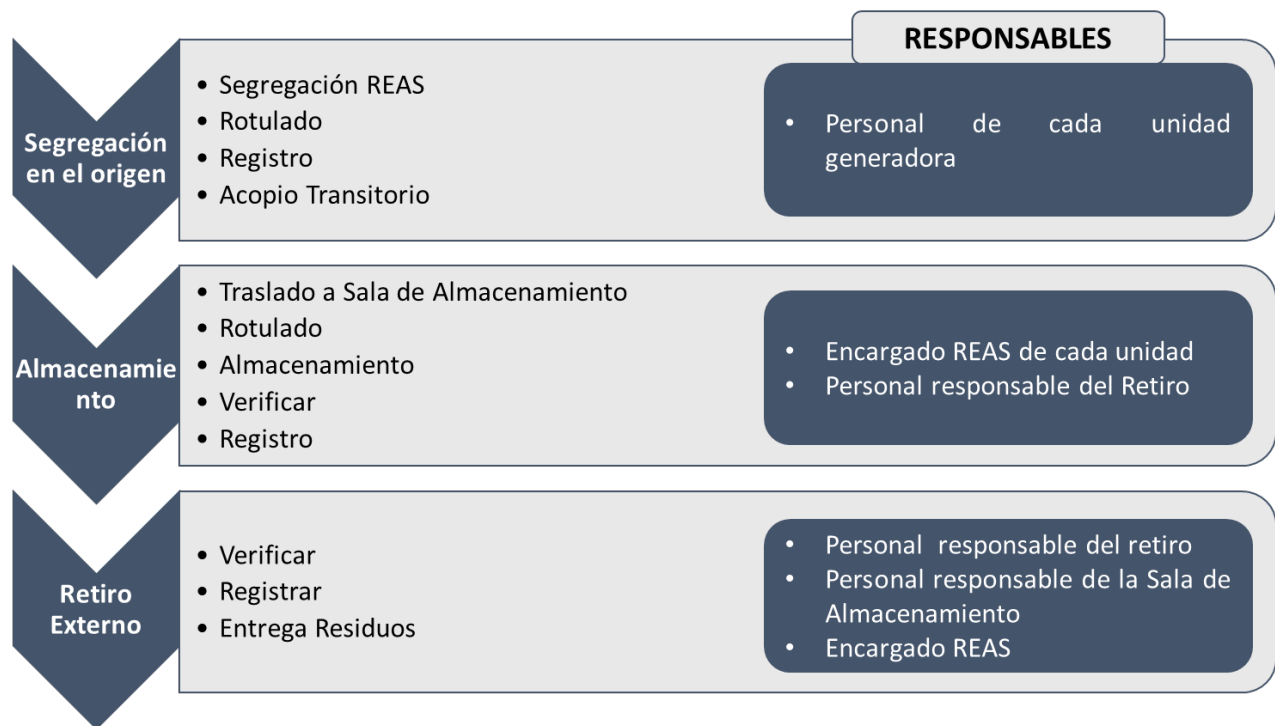 RESPONSABLES
Segregación
en el origen
• Segregación REAS
• Rotulado
• Registro
• Acopio Transitorio
• Personal de cada unidad
generadora
Almacenamie
nto
• Traslado a Sala de Almacenamiento
• Rotulado
• Almacenamiento
• Verificar
• Registro
• Encargado REAS de cada unidad
• Personal responsable del Retiro
Retiro
Externo
• Verificar
• Registrar
• Entrega Residuos
• Personal responsable del retiro
• Personal responsable de la Sala de
Almacenamiento
• Encargado REAS